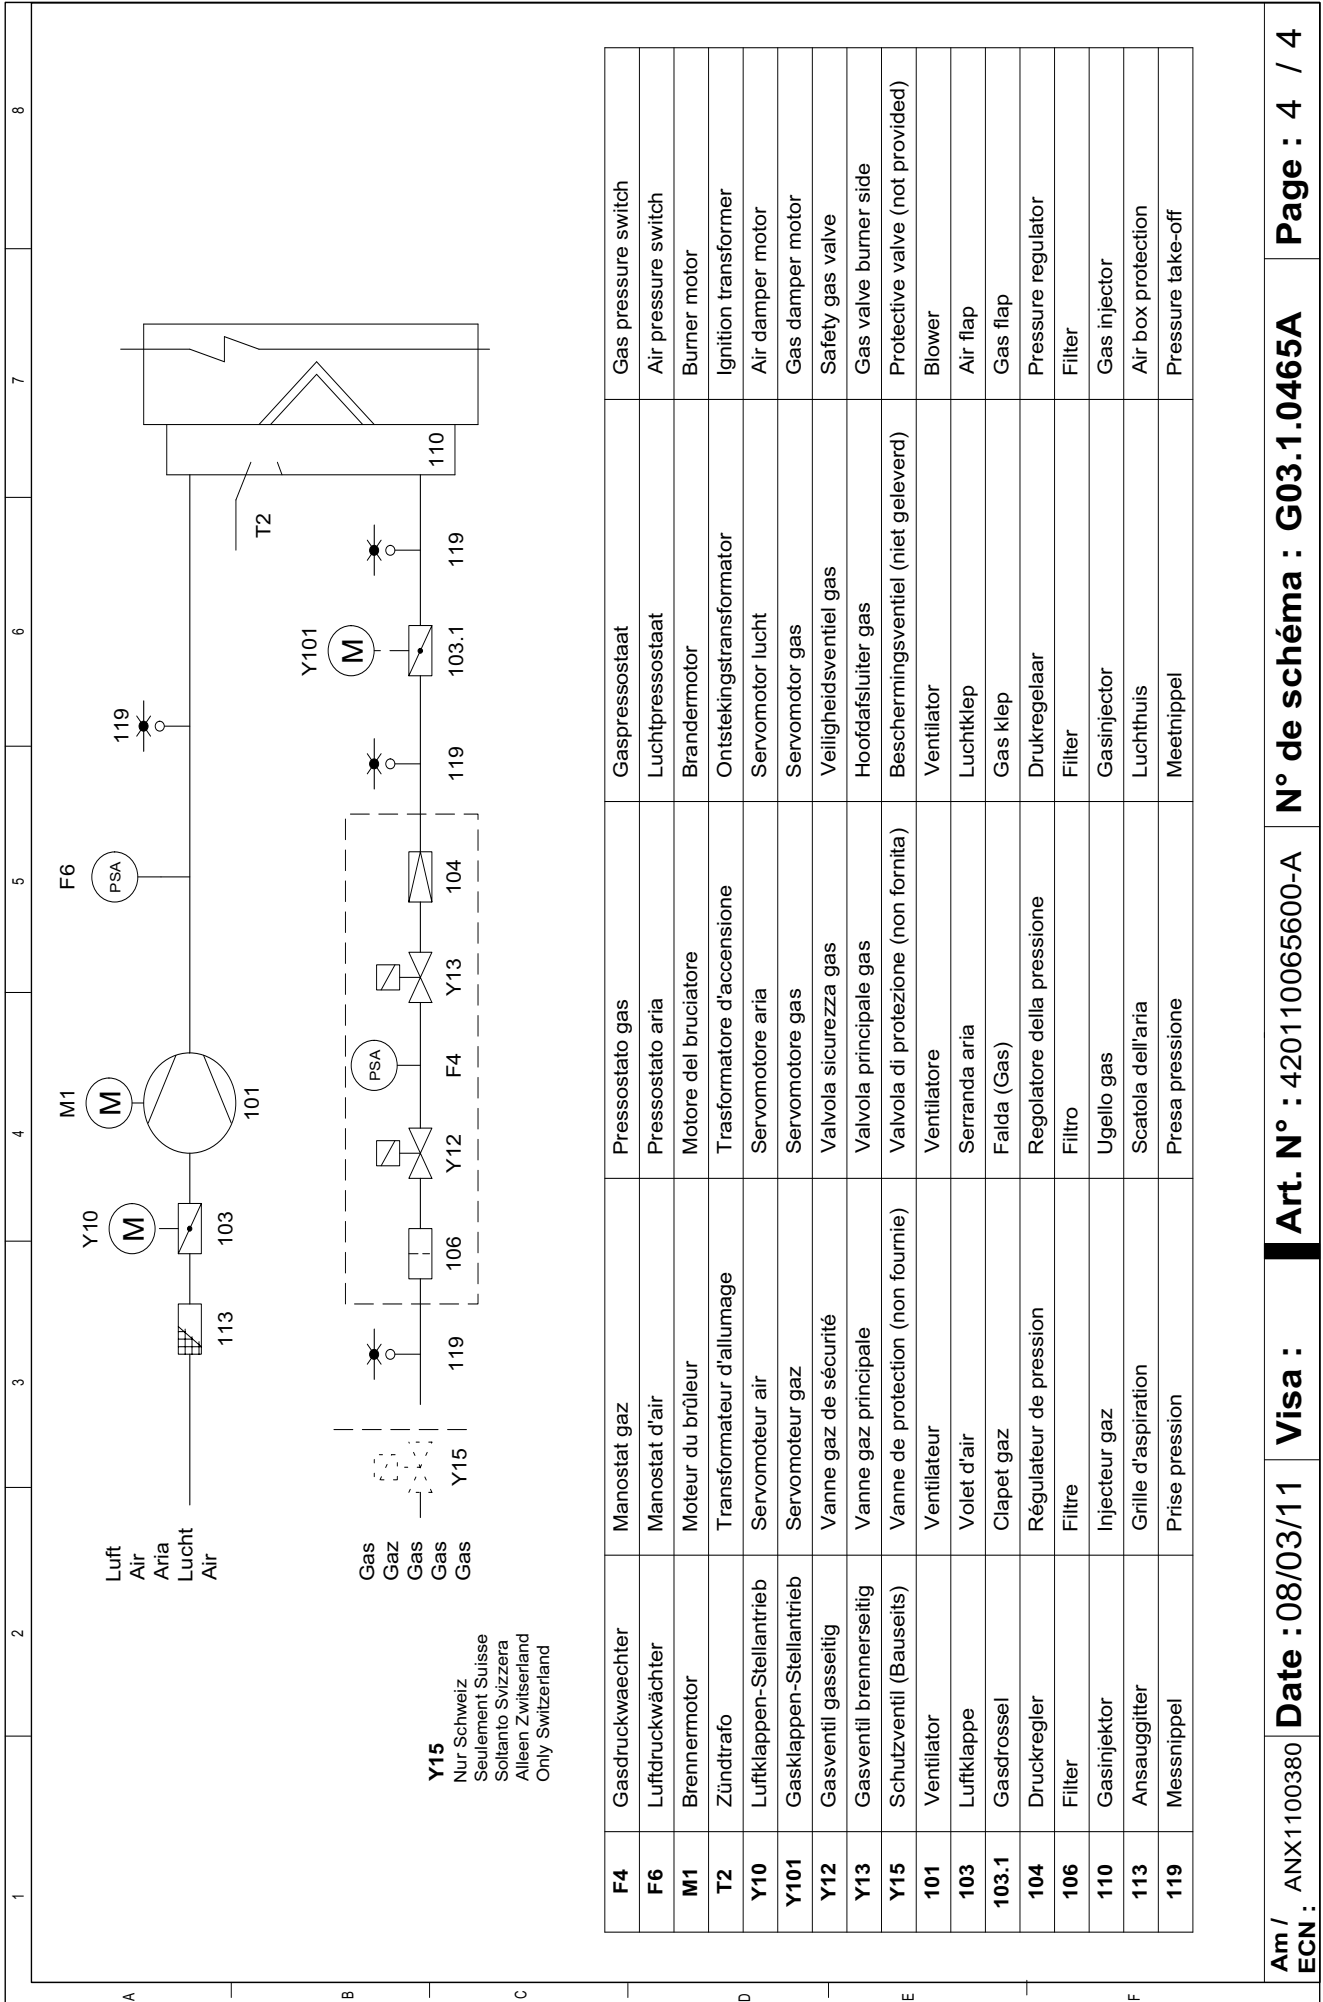 1 2 3 4 5 6 7 8
A
B
C
D
E
F
Luft
Air
Aria
Lucht
Air
113
Y10
M
103
M1
M
101
F6
PSA
119
T2
110
Gas
Gaz
Gas
Gas
Gas
Y15
119
106
Y12
PSA
F4
Y13
104
119
Y101
M
103.1
119
Y15
Nur Schweiz
Seulement Suisse
Soltanto Svizzera
Alleen Zwitserland
Only Switzerland
F4 Gasdruckwaechter Manostat gaz Pressostato gas Gaspressostaat Gas pressure switch
F6 Luftdruckwächter Manostat d'air Pressostato aria Luchtpressostaat Air pressure switch
M1 Brennermotor Moteur du brûleur Motore del bruciatore Brandermotor Burner motor
T2 Zündtrafo Transformateur d'allumage Trasformatore d'accensione Ontstekingstransformator Ignition transformer
Y10 Luftklappen-Stellantrieb Servomoteur air Servomotore aria Servomotor lucht Air damper motor
Y101 Gasklappen-Stellantrieb Servomoteur gaz Servomotore gas Servomotor gas Gas damper motor
Y12 Gasventil gasseitig Vanne gaz de sécurité Valvola sicurezza gas Veiligheidsventiel gas Safety gas valve
Y13 Gasventil brennerseitig Vanne gaz principale Valvola principale gas Hoofdafsluiter gas Gas valve burner side
Y15 Schutzventil (Bauseits) Vanne de protection (non fournie) Valvola di protezione (non fornita) Beschermingsventiel (niet geleverd) Protective valve (not provided)
101 Ventilator Ventilateur Ventilatore Ventilator Blower
103 Luftklappe Volet d'air Serranda aria Luchtklep Air flap
103.1 Gasdrossel Clapet gaz Falda (Gas) Gas klep Gas flap
104 Druckregler Régulateur de pression Regolatore della pressione Drukregelaar Pressure regulator
106 Filter Filtre Filtro Filter Filter
110 Gasinjektor Injecteur gaz Ugello gas Gasinjector Gas injector
113 Ansauggitter Grille d'aspiration Scatola dell'aria Luchthuis Air box protection
119 Messnippel Prise pression Presa pressione Meetnippel Pressure take-off
Am / ECN : ANX1100380 Date :08/03/11 Visa : Art. N° : 420110065600-A N° de schéma : G03.1.0465A Page : 4 / 4